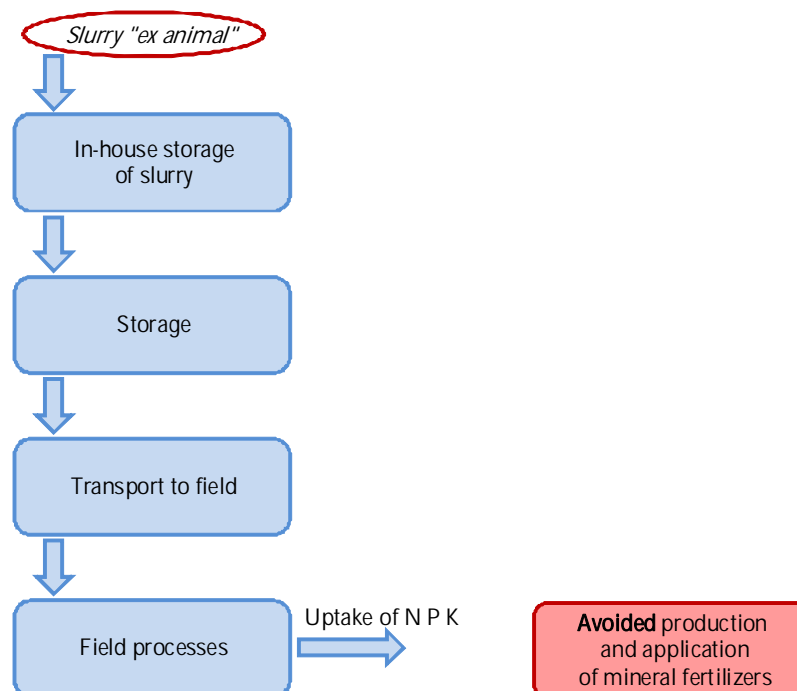 Slurry "ex animal"
In-house storage
of slurry
Storage
Transport to field
Field processes
Uptake of N P K
Avoided production
and application
of mineral fertilizers